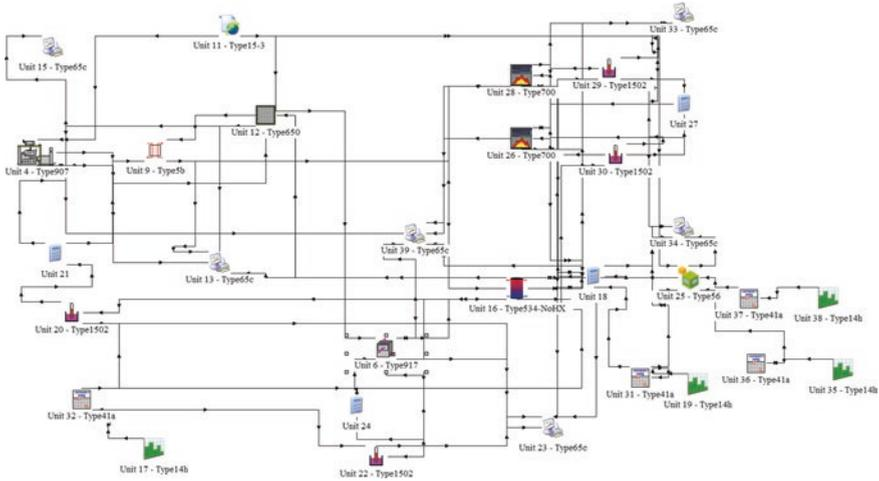 Unit 33 - Type65c
Unit 11 - Type15-3
Unit 15 - Type65c
Unit 28 - Type700
Unit 29 - Type1502
Unit 27
Unit 12 - Type650
Unit 26 - Type700
Unit 4 - Type907
Unit 9 - Type5b
Unit 30 - Type1502
Unit 39 - Type65c
Unit 34 - Type65c
Unit 21
Unit 13 - Type65c
Unit 18
Unit 25 - Type56
Unit 16 - Type534-NoHX
Unit 37 - Type41a
Unit 38 - Type14h
Unit 20 - Type1502
Unit 6 - Type917
Unit 31 - Type41a
Unit 36 - Type41a
Unit 35 - Type14h
Unit 19 - Type14h
Unit 32 - Type41a
Unit 24
Unit 23 - Type65c
Unit 17 - Type14h
Unit 22 - Type1502